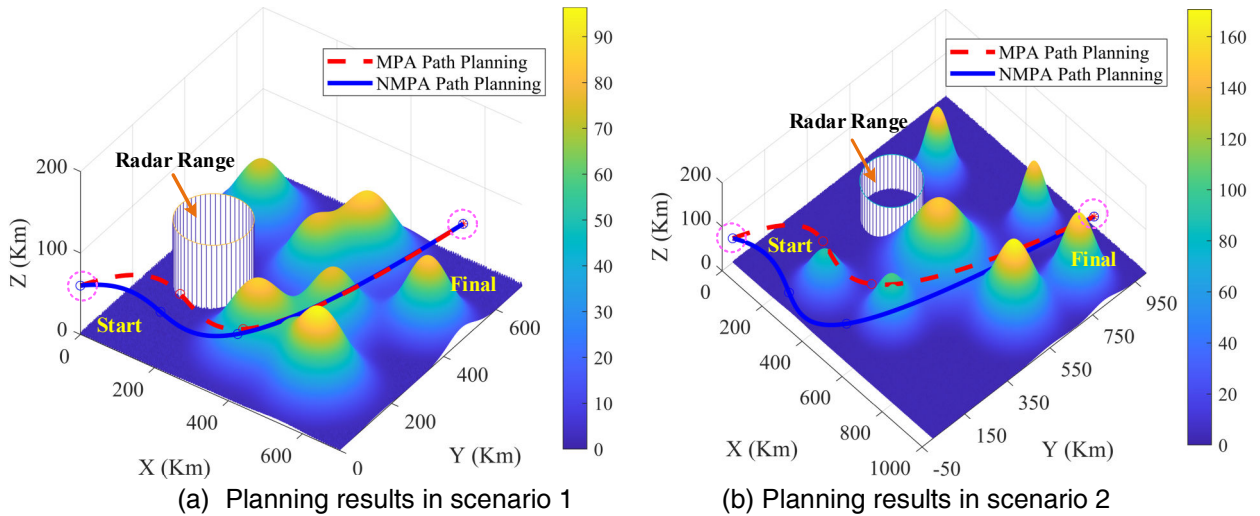 MPA Path Planning
NMPA Path Planning
Radar Range
Start
Final
200
100
0
Z (Km)
0
200
400
600
X (Km)
0
200
400
600
Y (Km)
90
80
70
60
50
40
30
20
10
0
(a) Planning results in scenario 1
MPA Path Planning
NMPA Path Planning
Radar Range
Start
Final
200
100
0
Z (Km)
0
200
400
600
800
1000
X (Km)
-50
150
350
550
750
950
Y (Km)
160
140
120
100
80
60
40
20
0
(b) Planning results in scenario 2